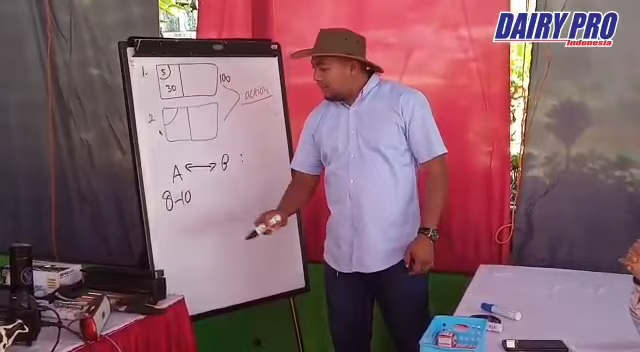 DAIRY PRO
Indonesia
1. 5 100
30 action
2.
A ↔ B :
8-10